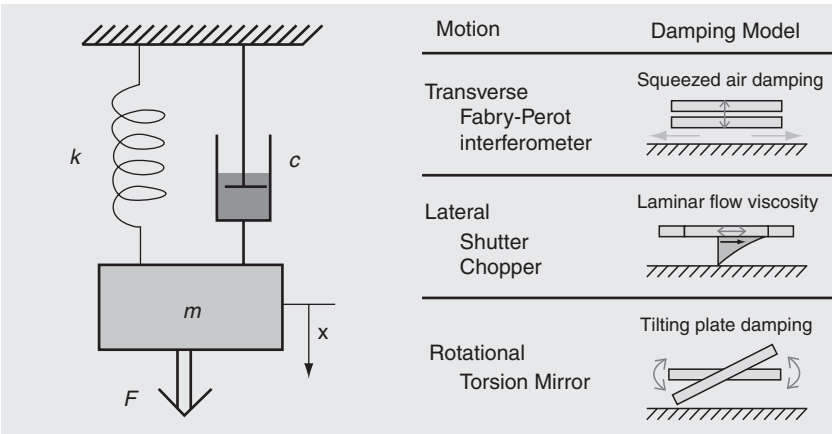 k
c
m
x
F
Motion Damping Model
Transverse
Fabry-Perot
interferometer
Squeezed air damping
Lateral
Shutter
Chopper
Laminar flow viscosity
Rotational
Torsion Mirror
Tilting plate damping